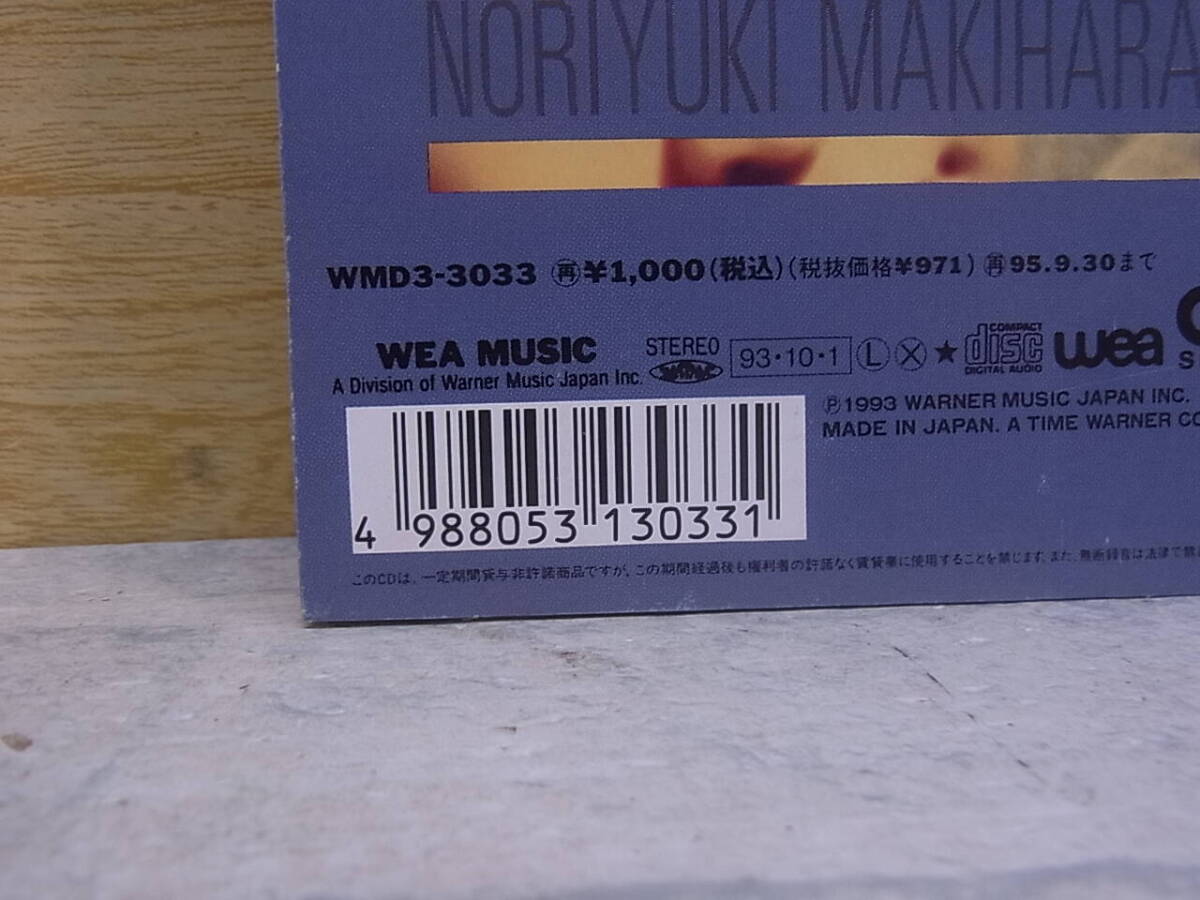 NORIYUKI MAKIHARA
WMD3-3033 ㊢¥1,000(税込)(税抜価格¥971) ㊢95.9.30まで
WEA MUSIC
A Division of Warner Music Japan Inc.
STEREO
93・10・1 Ⓛ Ⓧ ★ COMPACT disc DIGITAL AUDIO wea
Ⓟ1993 WARNER MUSIC JAPAN INC.
MADE IN JAPAN. A TIME WARNER CO
4 988053 130331
このCDは、一定期間貸与非許諾商品ですが、この期間経過後も権利者の許諾なく賃貸業に使用することを禁じます。また、無断録音は法律で禁